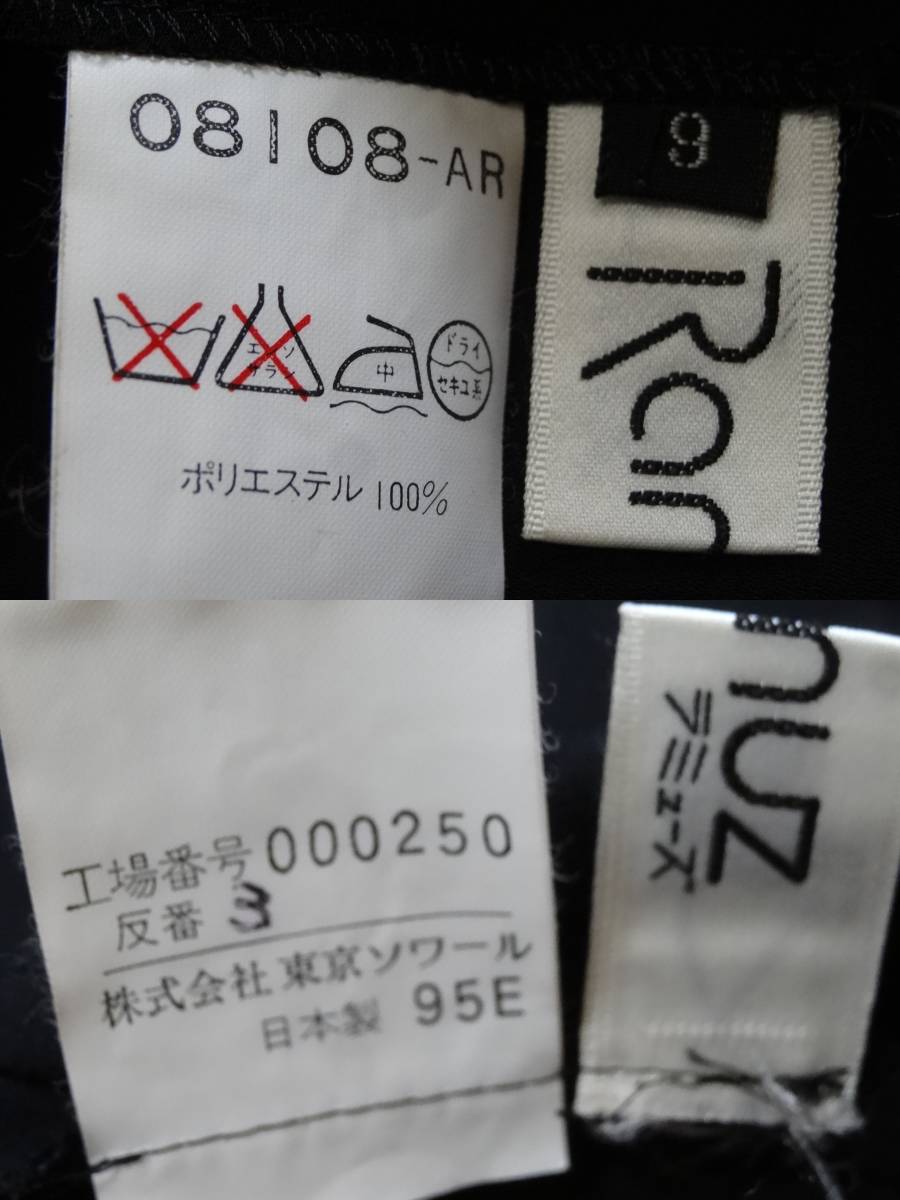 08108-AR
エンソ
サラシ
中
ドライ
セキユ系
ポリエステル 100%
9
Ran
工場番号 000250
反番 3
株式会社 東京ソワール
日本製 95E
nuz
ラミューズ